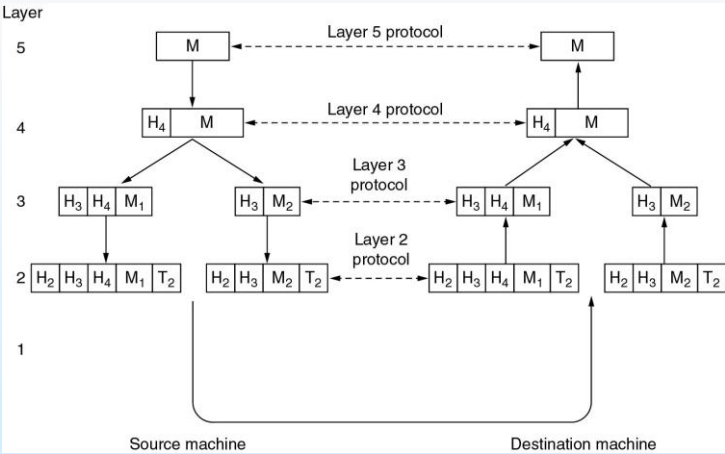 Layer
5 M Layer 5 protocol M
4 H4 M Layer 4 protocol H4 M
Layer 3
protocol
3 H3 H4 M1 H3 M2 H3 H4 M1 H3 M2
Layer 2
protocol
2 H2 H3 H4 M1 T2 H2 H3 M2 T2 H2 H3 H4 M1 T2 H2 H3 M2 T2
1
Source machine Destination machine